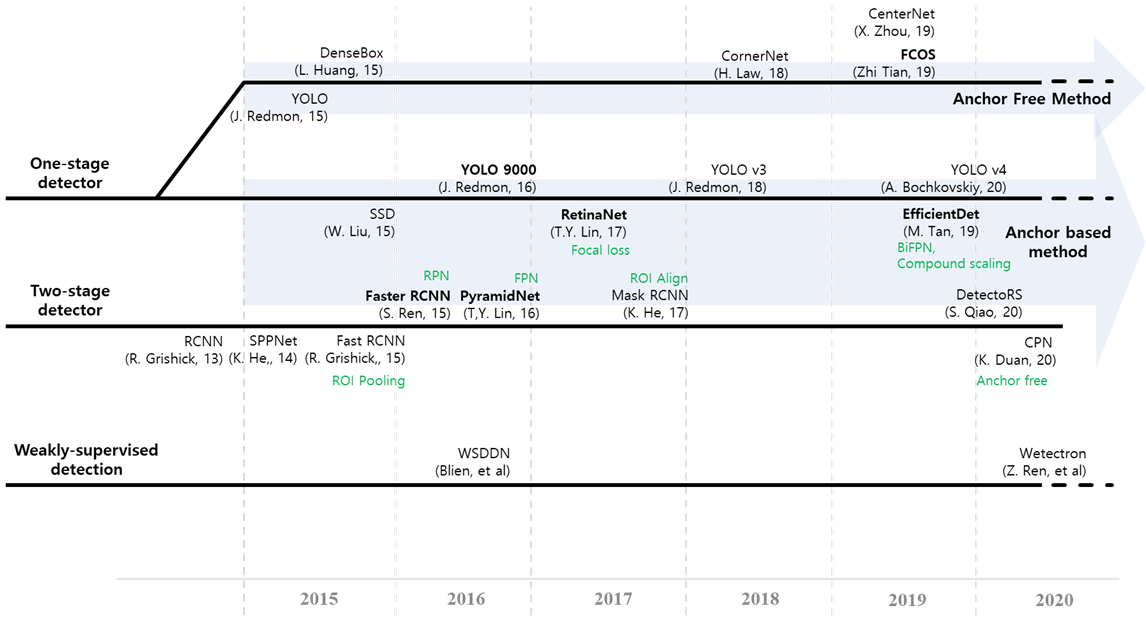 CenterNet
(X. Zhou, 19)
DenseBox
(L. Huang, 15)
CornerNet
(H. Law, 18)
FCOS
(Zhi Tian, 19)
YOLO
(J. Redmon, 15)
Anchor Free Method
One-stage
detector
YOLO 9000
(J. Redmon, 16)
YOLO v3
(J. Redmon, 18)
YOLO v4
(A. Bochkovskiy, 20)
SSD
(W. Liu, 15)
RetinaNet
(T.Y. Lin, 17)
Focal loss
EfficientDet
(M. Tan, 19)
BiFPN,
Compound scaling
Anchor based
method
Two-stage
detector
RPN
Faster RCNN
(S. Ren, 15)
FPN
PyramidNet
(T,Y. Lin, 16)
ROI Align
Mask RCNN
(K. He, 17)
DetectoRS
(S. Qiao, 20)
RCNN
(R. Grishick, 13)
SPPNet
(K. He,, 14)
Fast RCNN
(R. Grishick,, 15)
ROI Pooling
CPN
(K. Duan, 20)
Anchor free
Weakly-supervised
detection
WSDDN
(Blien, et al)
Wetectron
(Z. Ren, et al)
2015
2016
2017
2018
2019
2020